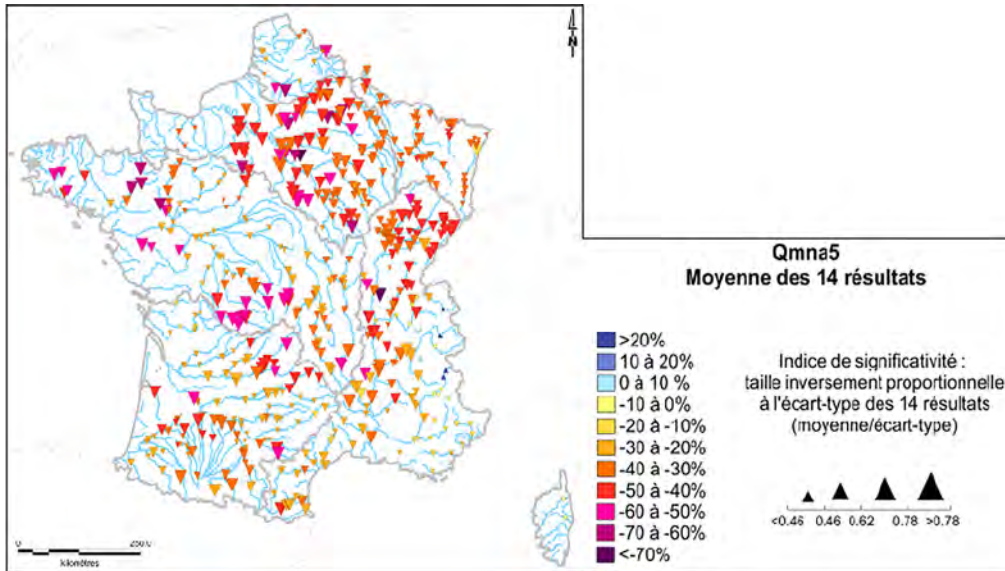 N
Qmna5
Moyenne des 14 résultats
>20%
10 à 20%
0 à 10 %
-10 à 0%
-20 à -10%
-30 à -20%
-40 à -30%
-50 à -40%
-60 à -50%
-70 à -60%
<-70%
Indice de significativité :
taille inversement proportionnelle
à l'écart-type des 14 résultats
(moyenne/écart-type)
<0.46 0.46 0.62 0.78 >0.78
0
kilomètres